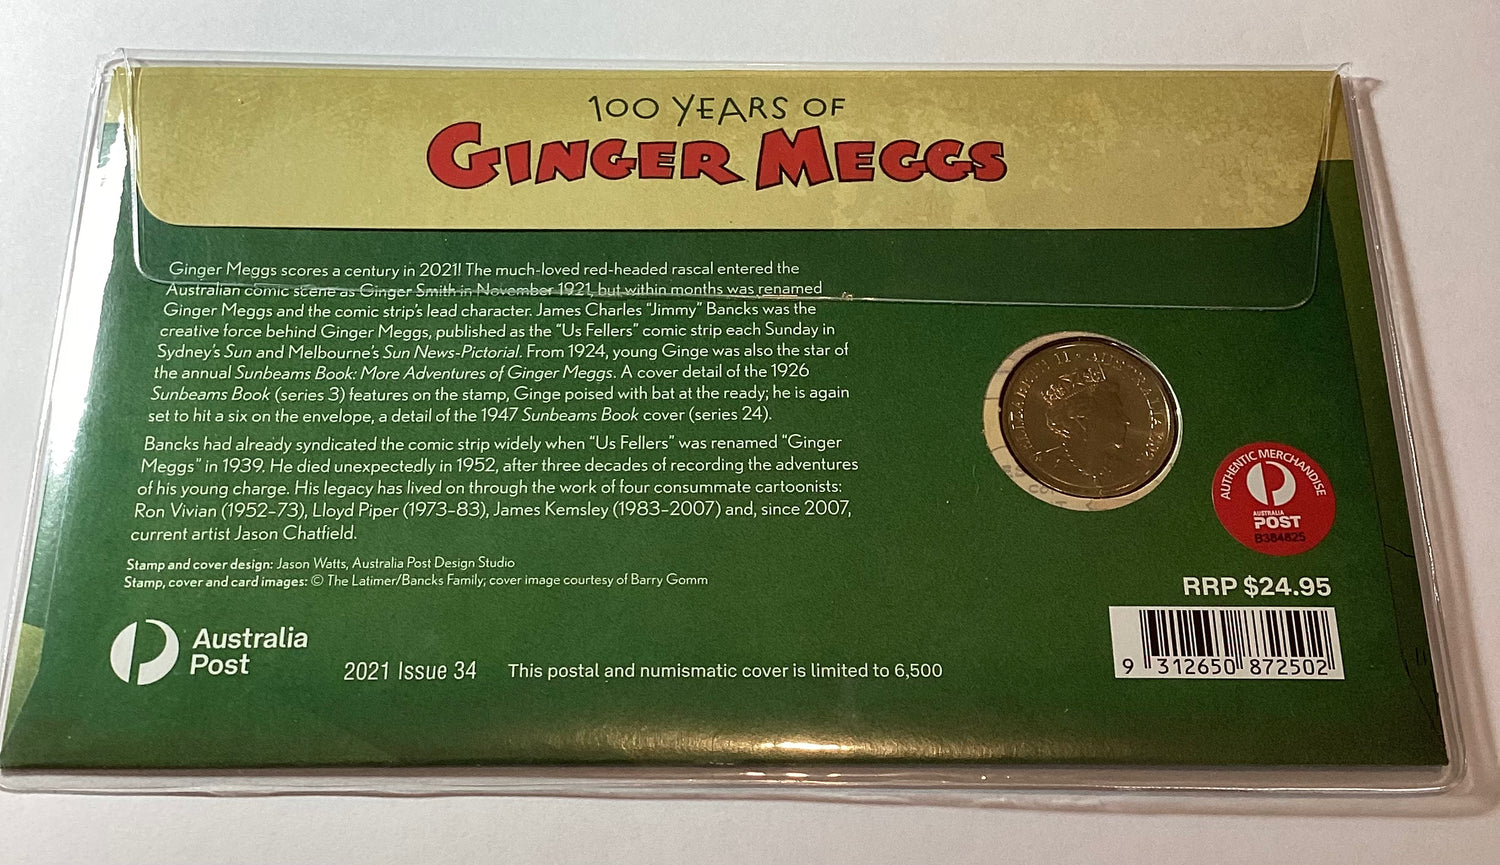 100 YEARS OF
GINGER MEGGS
Ginger Meggs scores a century in 2021! The much-loved red-headed rascal entered the
Australian comic scene as Ginger Smith in November 1921, but within months was renamed
Ginger Meggs and the comic strip's lead character. James Charles "Jimmy" Bancks was the
creative force behind Ginger Meggs, published as the "Us Fellers" comic strip each Sunday in
Sydney's Sun and Melbourne's Sun News-Pictorial. From 1924, young Ginge was also the star of
the annual Sunbeams Book: More Adventures of Ginger Meggs. A cover detail of the 1926
Sunbeams Book (series 3) features on the stamp, Ginge poised with bat at the ready; he is again
set to hit a six on the envelope, a detail of the 1947 Sunbeams Book cover (series 24).
Bancks had already syndicated the comic strip widely when "Us Fellers" was renamed "Ginger
Meggs" in 1939. He died unexpectedly in 1952, after three decades of recording the adventures
of his young charge. His legacy has lived on through the work of four consummate cartoonists:
Ron Vivian (1952–73), Lloyd Piper (1973–83), James Kemsley (1983–2007) and, since 2007,
current artist Jason Chatfield.
Stamp and cover design: Jason Watts, Australia Post Design Studio
Stamp, cover and card images: © The Latimer/Bancks Family; cover image courtesy of Barry Gomm
Australia
Post
2021 Issue 34
This postal and numismatic cover is limited to 6,500
ELIZABETH II • AUSTRALIA
AUTHENTIC MERCHANDISE
AUSTRALIA
POST
B384825
RRP $24.95
9 312650 872502